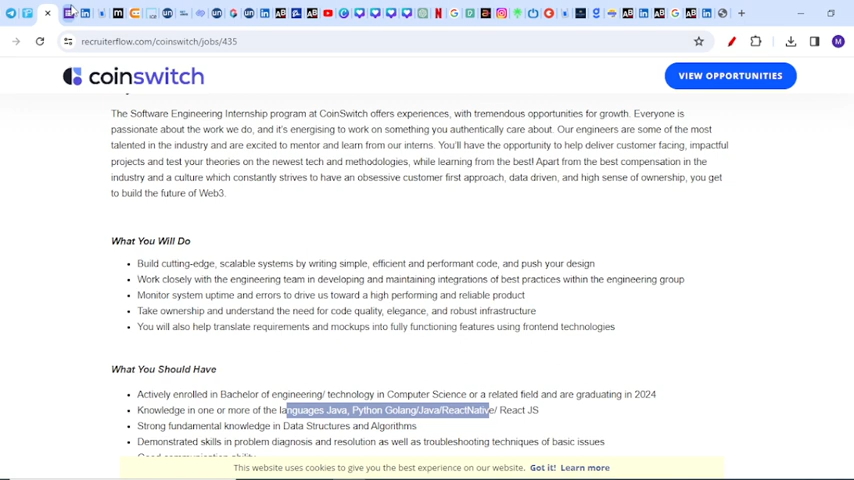 recruiterflow.com/coinswitch/jobs/435
M
coinswitch
VIEW OPPORTUNITIES
The Software Engineering Internship program at CoinSwitch offers experiences, with tremendous opportunities for growth. Everyone is
passionate about the work we do, and it's energising to work on something you authentically care about. Our engineers are some of the most
talented in the industry and are excited to mentor and learn from our interns. You'll have the opportunity to help deliver customer facing, impactful
projects and test your theories on the newest tech and methodologies, while learning from the best! Apart from the best compensation in the
industry and a culture which constantly strives to have an obsessive customer first approach, data driven, and high sense of ownership, you get
to build the future of Web3.
What You Will Do
• Build cutting-edge, scalable systems by writing simple, efficient and performant code, and push your design
• Work closely with the engineering team in developing and maintaining integrations of best practices within the engineering group
• Monitor system uptime and errors to drive us toward a high performing and reliable product
• Take ownership and understand the need for code quality, elegance, and robust infrastructure
• You will also help translate requirements and mockups into fully functioning features using frontend technologies
What You Should Have
• Actively enrolled in Bachelor of engineering/ technology in Computer Science or a related field and are graduating in 2024
• Knowledge in one or more of the languages Java, Python Golang/Java/ReactNative/ React JS
• Strong fundamental knowledge in Data Structures and Algorithms
• Demonstrated skills in problem diagnosis and resolution as well as troubleshooting techniques of basic issues
This website uses cookies to give you the best experience on our website. Got it! Learn more